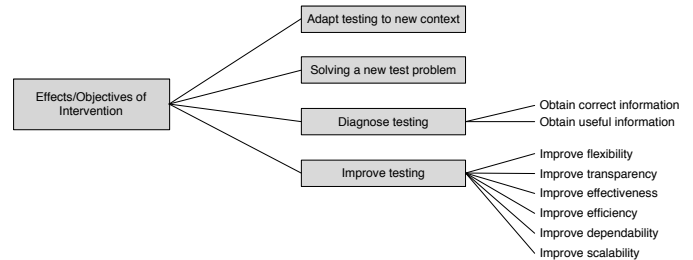 Effects/Objectives of
Intervention
Adapt testing to new context
Solving a new test problem
Diagnose testing
Obtain correct information
Obtain useful information
Improve testing
Improve flexibility
Improve transparency
Improve effectiveness
Improve efficiency
Improve dependability
Improve scalability